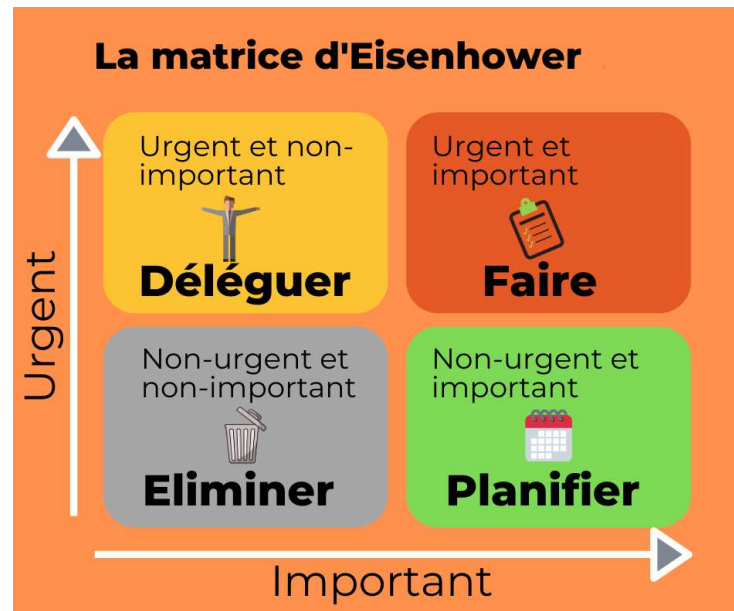 La matrice d'Eisenhower
Urgent et non-
important
Déléguer
Urgent et
important
Faire
Non-urgent et
non-important
Eliminer
Non-urgent et
important
Planifier
Urgent
Important